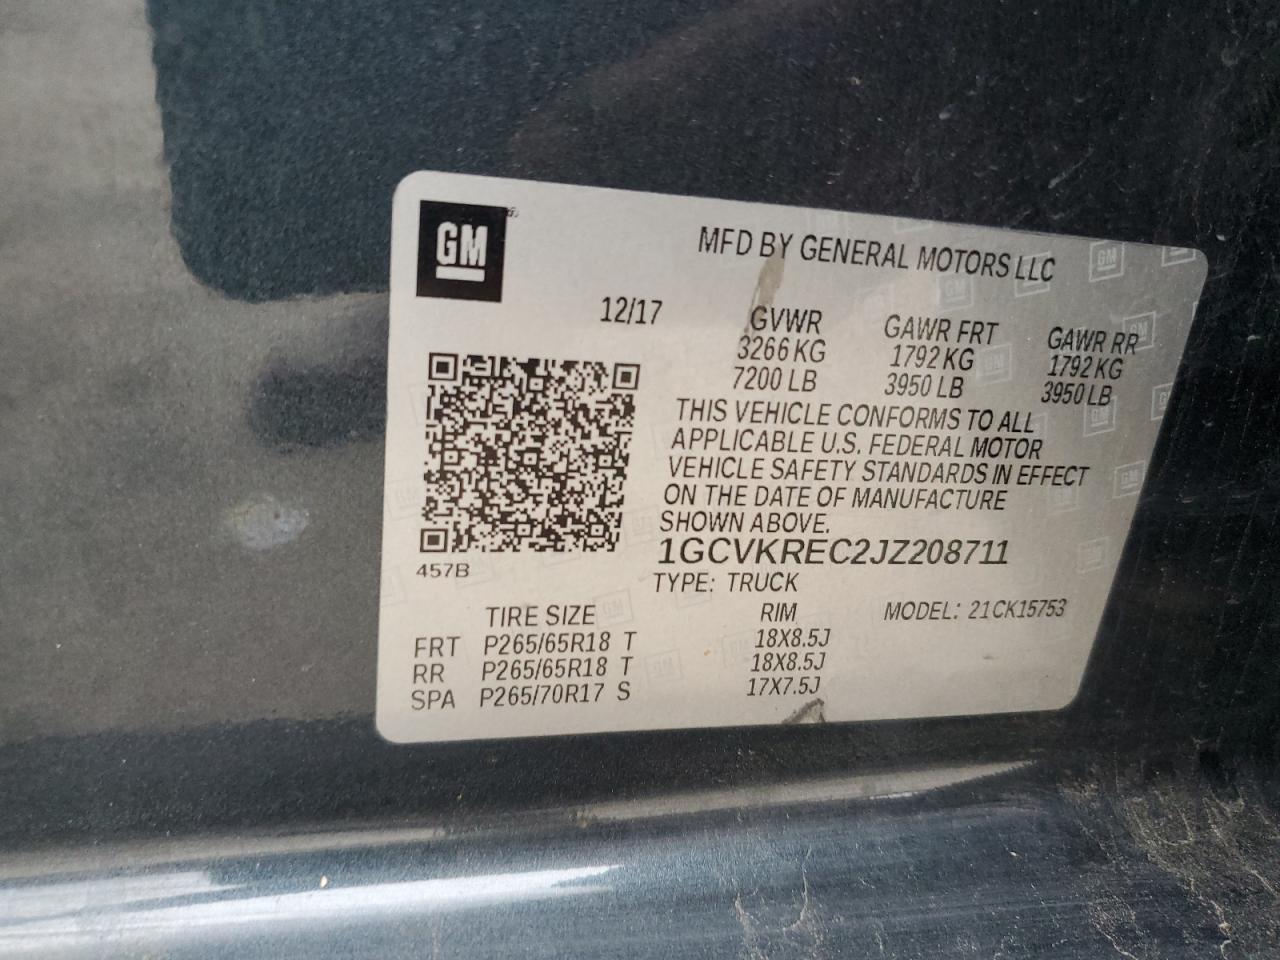 GM
MFD BY GENERAL MOTORS LLC
12/17
GVWR GAWR FRT GAWR RR
3266 KG 1792 KG 1792 KG
7200 LB 3950 LB 3950 LB
THIS VEHICLE CONFORMS TO ALL
APPLICABLE U.S. FEDERAL MOTOR
VEHICLE SAFETY STANDARDS IN EFFECT
ON THE DATE OF MANUFACTURE
SHOWN ABOVE.
1GCVKREC2JZ208711
457B
TYPE: TRUCK
TIRE SIZE RIM MODEL: 21CK15753
FRT P265/65R18 T 18X8.5J
RR P265/65R18 T 18X8.5J
SPA P265/70R17 S 17X7.5J